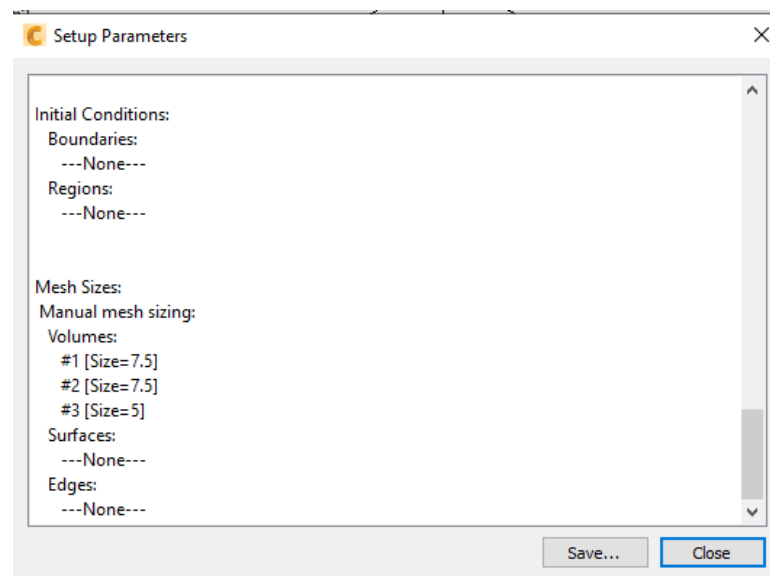 Setup Parameters
Initial Conditions:
Boundaries:
---None---
Regions:
---None---
Mesh Sizes:
Manual mesh sizing:
Volumes:
#1 [Size=7.5]
#2 [Size=7.5]
#3 [Size=5]
Surfaces:
---None---
Edges:
---None---
Save...
Close